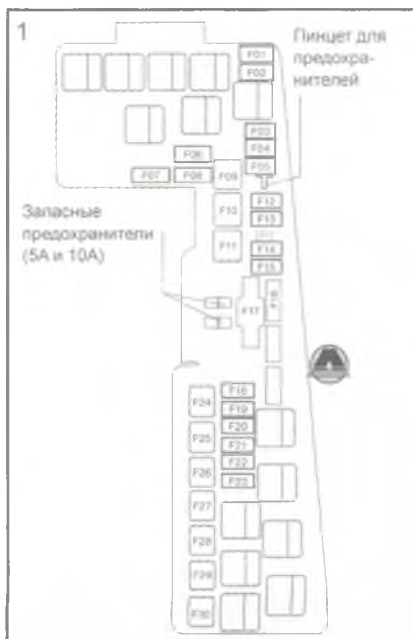 1
Пинцет для
предохра-
нителей
F01
F02
F03
F04
F05
F06
F07
F08
F09
F10
F11
F12
F13
F14
F15
Запасные
предохранители
(5A и 10A)
F17
F16
F18
F19
F20
F21
F22
F23
F24
F25
F26
F27
F28
F29
F30